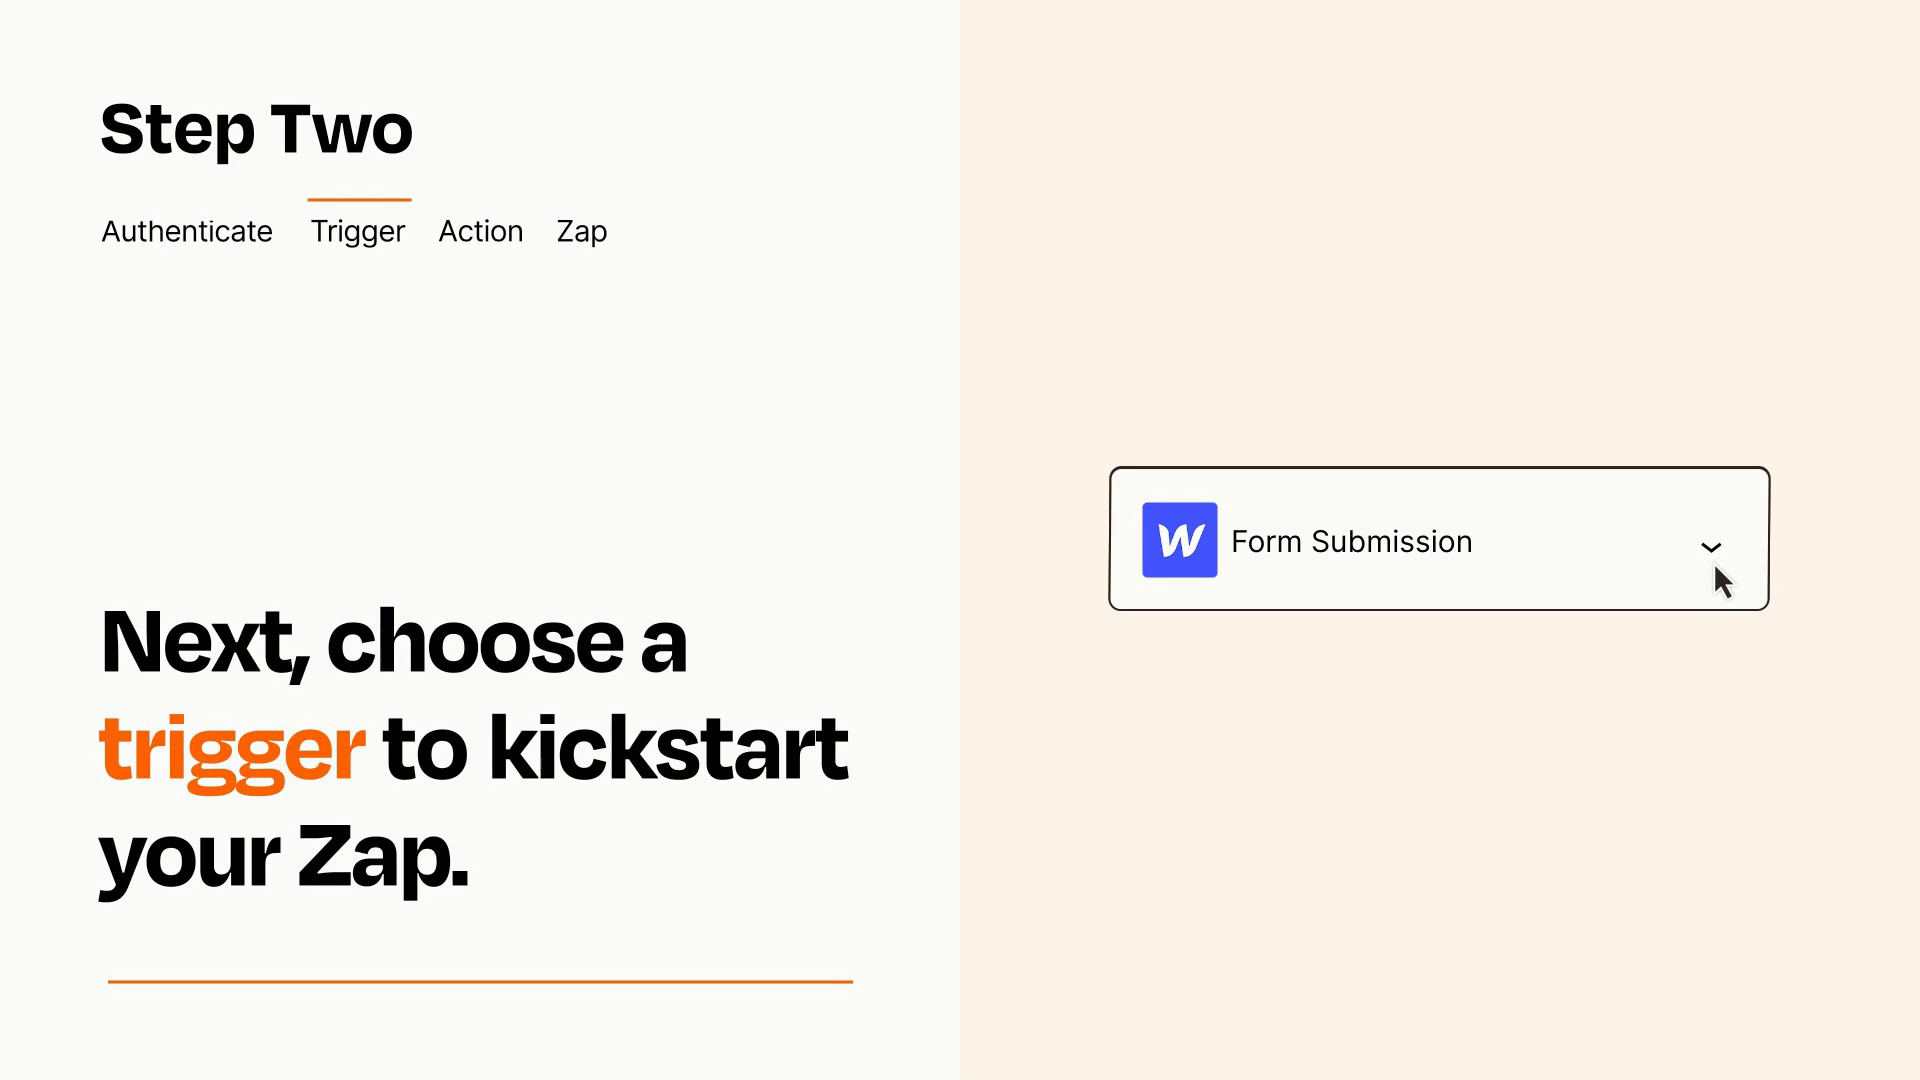 Step Two
Authenticate Trigger Action Zap
Next, choose a
trigger to kickstart
your Zap.
Form Submission